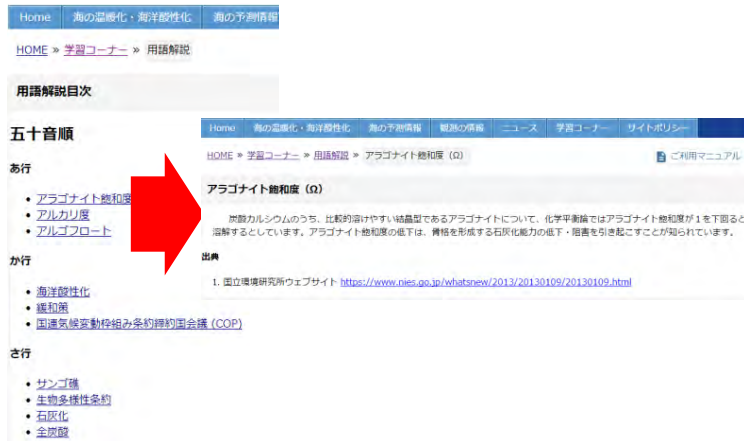 Home 海の温暖化・海洋酸性化 海の予測情報
HOME » 学習コーナー » 用語解説
用語解説目次
五十音順
あ行
• アラゴナイト飽和度
• アルカリ度
• アルゴフロート
か行
• 海洋酸性化
• 緩和策
• 国連気候変動枠組み条約締約国会議 (COP)
さ行
• サンゴ礁
• 生物多様性条約
• 石灰化
• 全炭酸
Home 海の温暖化・海洋酸性化 海の予測情報 観測の情報 ニュース 学習コーナー サイトポリシー
HOME » 学習コーナー » 用語解説 » アラゴナイト飽和度（Ω） ご利用マニュアル
アラゴナイト飽和度（Ω）
炭酸カルシウムのうち、比較的溶けやすい結晶型であるアラゴナイトについて、化学平衡論ではアラゴナイト飽和度が１を下回ると
溶解するとしています。アラゴナイト飽和度の低下は、骨格を形成する石灰化能力の低下・阻害を引き起こすことが知られています。
出典
1. 国立環境研究所ウェブサイト https://www.nies.go.jp/whatsnew/2013/20130109/20130109.html